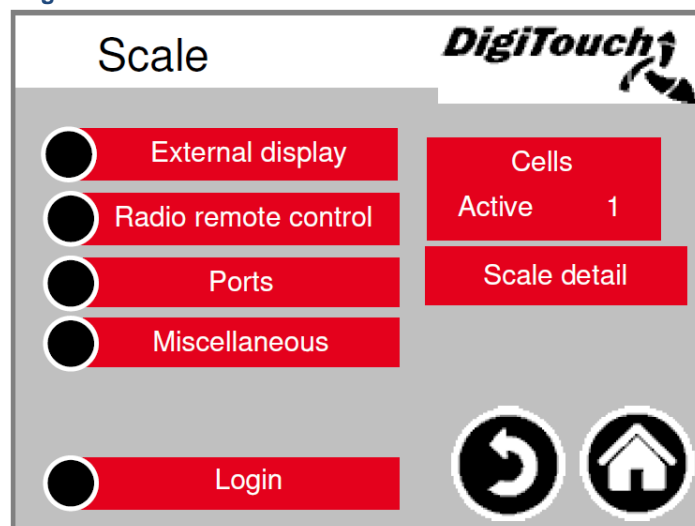 Scale
DigiTouch
External display
Radio remote control
Ports
Miscellaneous
Login
Cells
Active 1
Scale detail